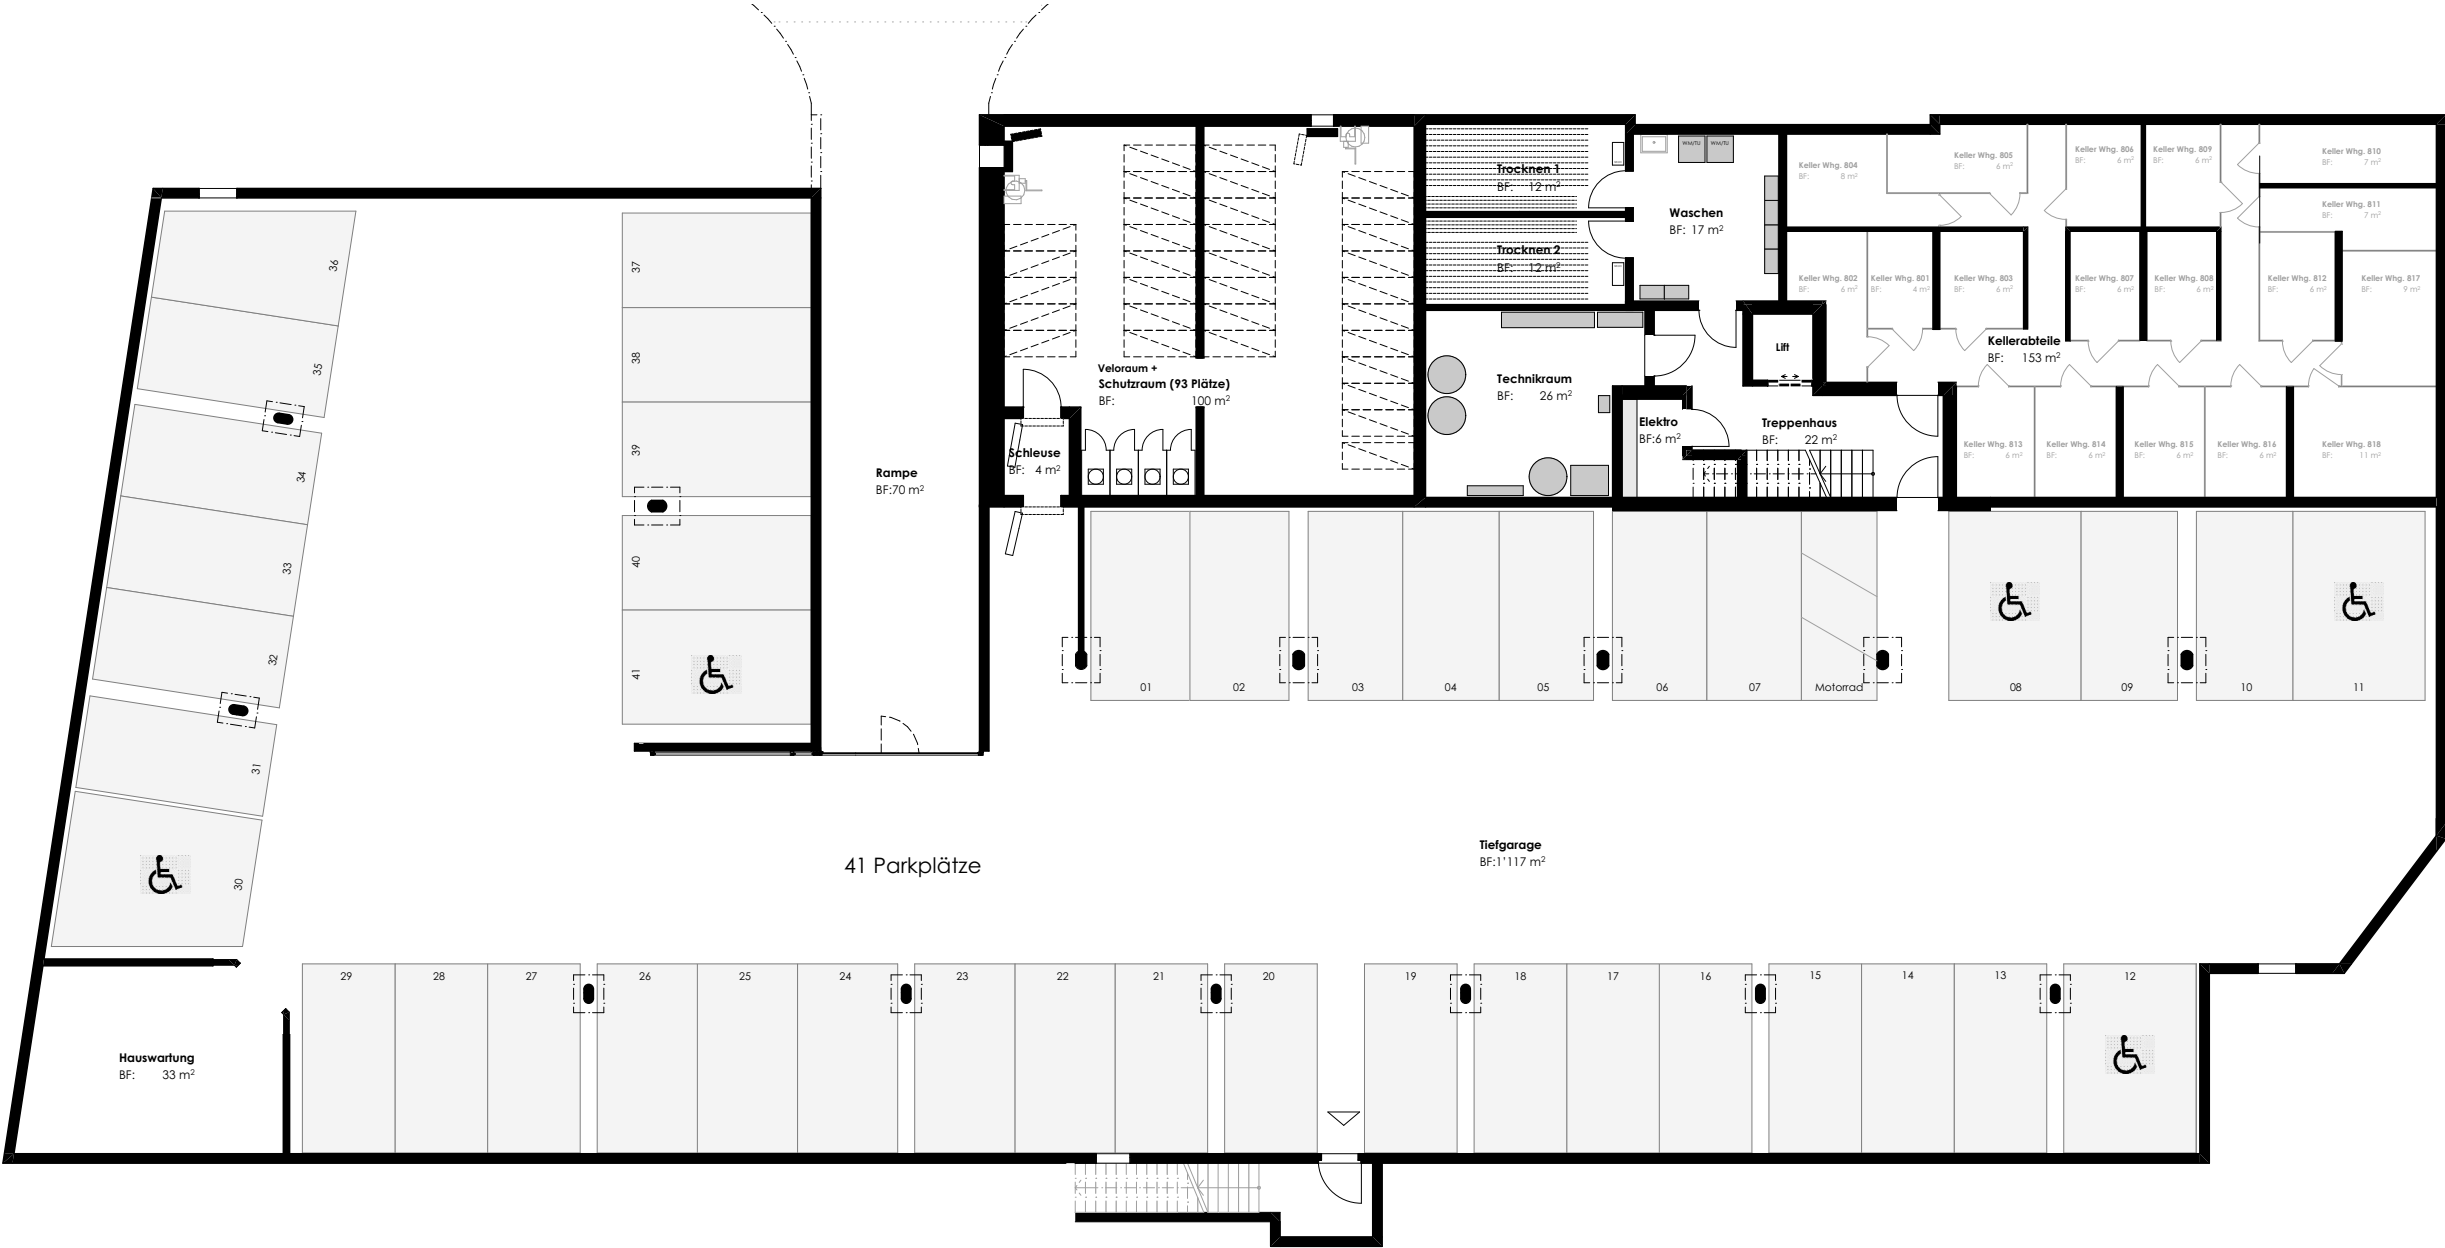 Keller Whg. 804
BF: 8 m²
Keller Whg. 805
BF: 6 m²
Keller Whg. 806
BF: 6 m²
Keller Whg. 809
BF: 6 m²
Keller Whg. 810
BF: 7 m²
WM/TU
WM/TU
Trocknen 1
BF: 12 m²
Waschen
BF: 17 m²
Keller Whg. 811
BF: 7 m²
Trocknen 2
BF: 12 m²
Keller Whg. 802
BF: 6 m²
Keller Whg. 801
BF: 4 m²
Keller Whg. 803
BF: 6 m²
Keller Whg. 807
BF: 6 m²
Keller Whg. 808
BF: 6 m²
Keller Whg. 812
BF: 6 m²
Keller Whg. 817
BF: 9 m²
Lift
Kellerabteile
BF: 153 m²
Veloraum +
Schutzraum (93 Plätze)
BF: 100 m²
Technikraum
BF: 26 m²
Elektro
BF:6 m²
Treppenhaus
BF: 22 m²
Schleuse
BF: 4 m²
Keller Whg. 813
BF: 6 m²
Keller Whg. 814
BF: 6 m²
Keller Whg. 815
BF: 6 m²
Keller Whg. 816
BF: 6 m²
Keller Whg. 818
BF: 11 m²
Rampe
BF:70 m²
36
35
34
33
32
31
30
37
38
39
40
41
01
02
03
04
05
06
07
Motorrad
08
09
10
11
41 Parkplätze
Tiefgarage
BF:1'117 m²
29
28
27
26
25
24
23
22
21
20
19
18
17
16
15
14
13
12
Hauswartung
BF: 33 m²